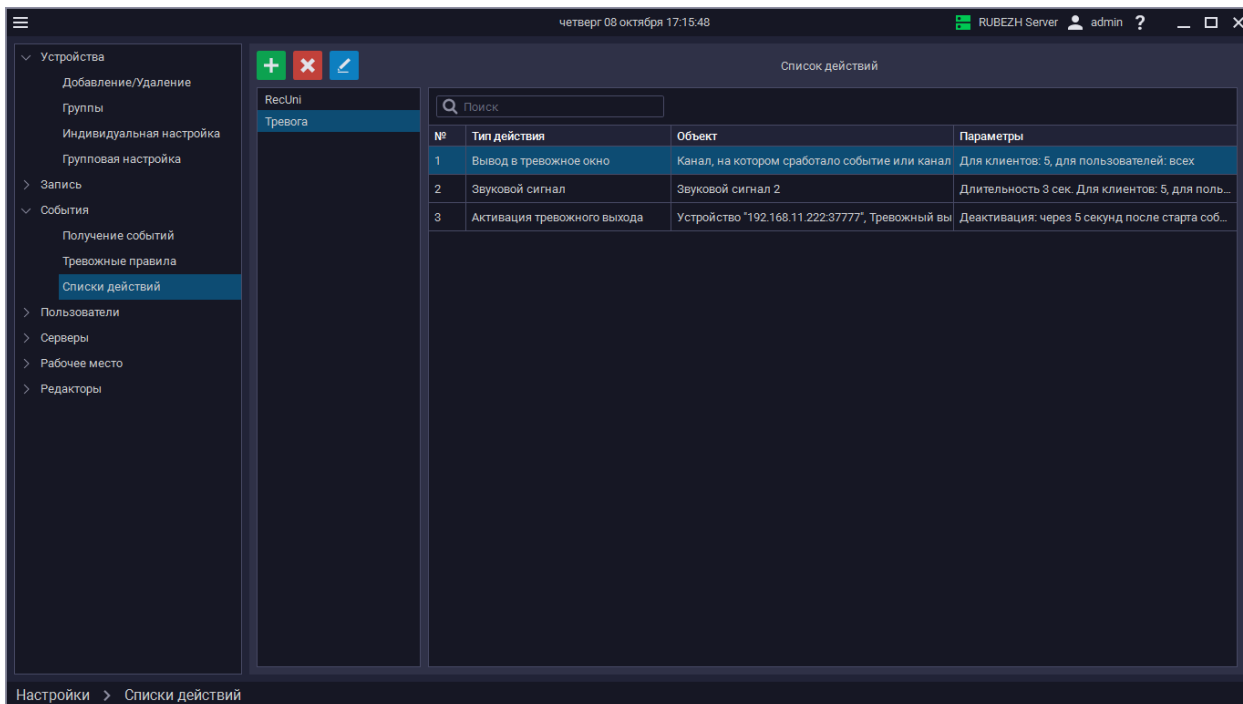 четверг 08 октября 17:15:48 RUBEZH Server admin ?
Устройства
Добавление/Удаление
Группы
Индивидуальная настройка
Групповая настройка
Запись
События
Получение событий
Тревожные правила
Списки действий
Пользователи
Серверы
Рабочее место
Редакторы
Список действий
RecUni
Тревога
Поиск
№ Тип действия Объект Параметры
1 Вывод в тревожное окно Канал, на котором сработало событие или канал Для клиентов: 5, для пользователей: всех
2 Звуковой сигнал Звуковой сигнал 2 Длительность 3 сек. Для клиентов: 5, для поль...
3 Активация тревожного выхода Устройство "192.168.11.222:37777", Тревожный вы Деактивация: через 5 секунд после старта соб...
Настройки > Списки действий